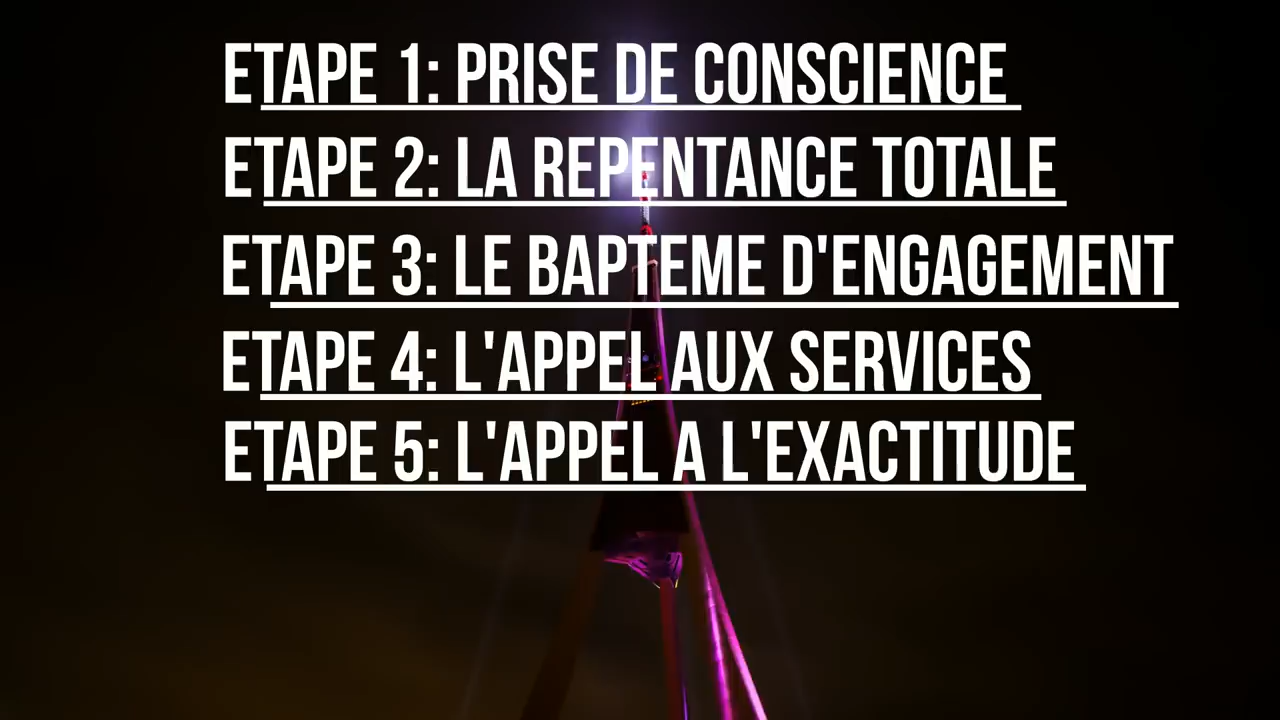 ETAPE 1: PRISE DE CONSCIENCE
ETAPE 2: LA REPENTANCE TOTALE
ETAPE 3: LE BAPTEME D'ENGAGEMENT
ETAPE 4: L'APPEL AUX SERVICES
ETAPE 5: L'APPEL A L'EXACTITUDE